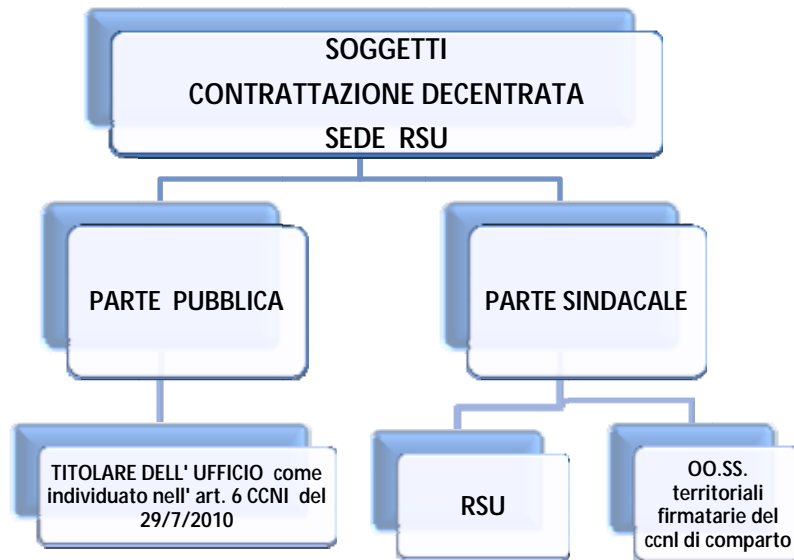 SOGGETTI
CONTRATTAZIONE DECENTRATA
SEDE RSU
PARTE PUBBLICA
PARTE SINDACALE
TITOLARE DELL' UFFICIO come
individuato nell' art. 6 CCNI del
29/7/2010
RSU
OO.SS.
territoriali
firmatarie del
ccnl di comparto